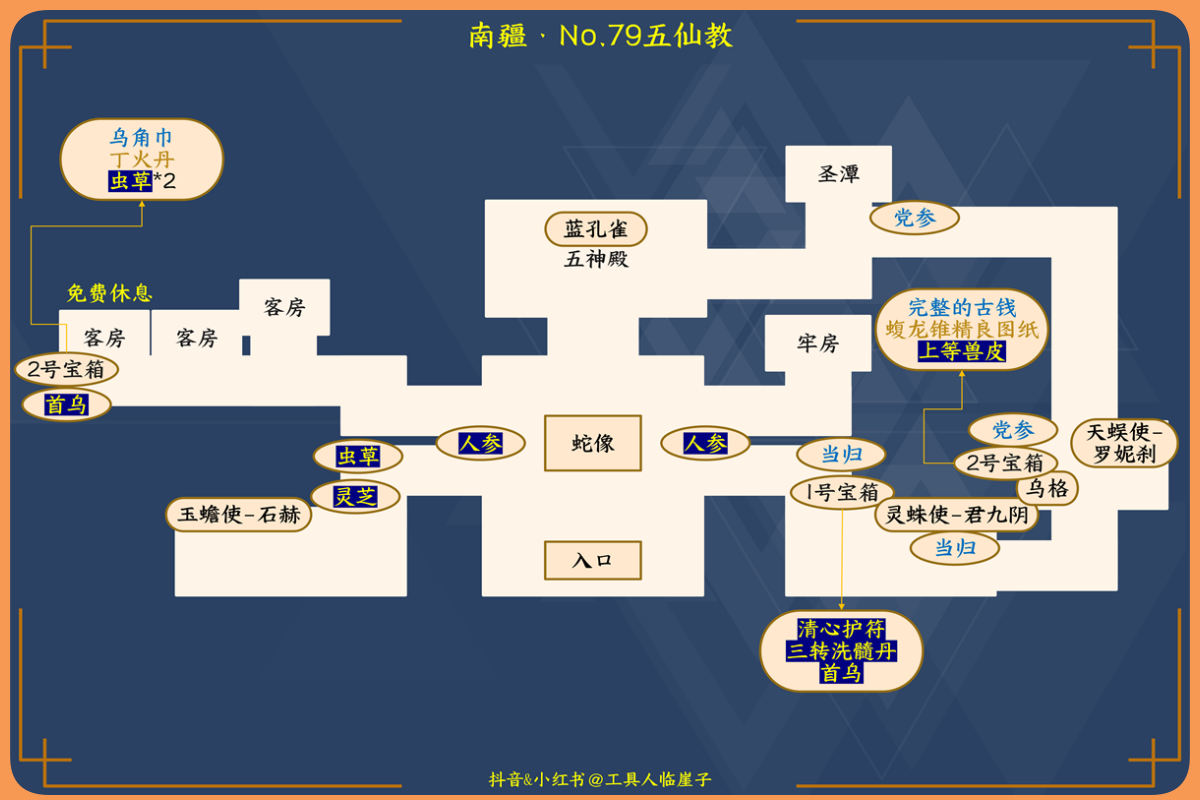 南疆·No.79五仙教
乌角巾
丁火丹
虫草*2
免费休息
客房
客房
客房
2号宝箱
首乌
蓝孔雀
五神殿
圣潭
党参
牢房
完整的古钱
蝮龙锥精良图纸
上等兽皮
虫草
人参
蛇像
人参
当归
党参
2号宝箱
天蜈使-
罗妮刹
灵芝
玉蟾使-石赫
1号宝箱
乌格
灵蛛使-君九阴
当归
入口
清心护符
三转洗髓丹
首乌
抖音&小红书@工具人临崖子